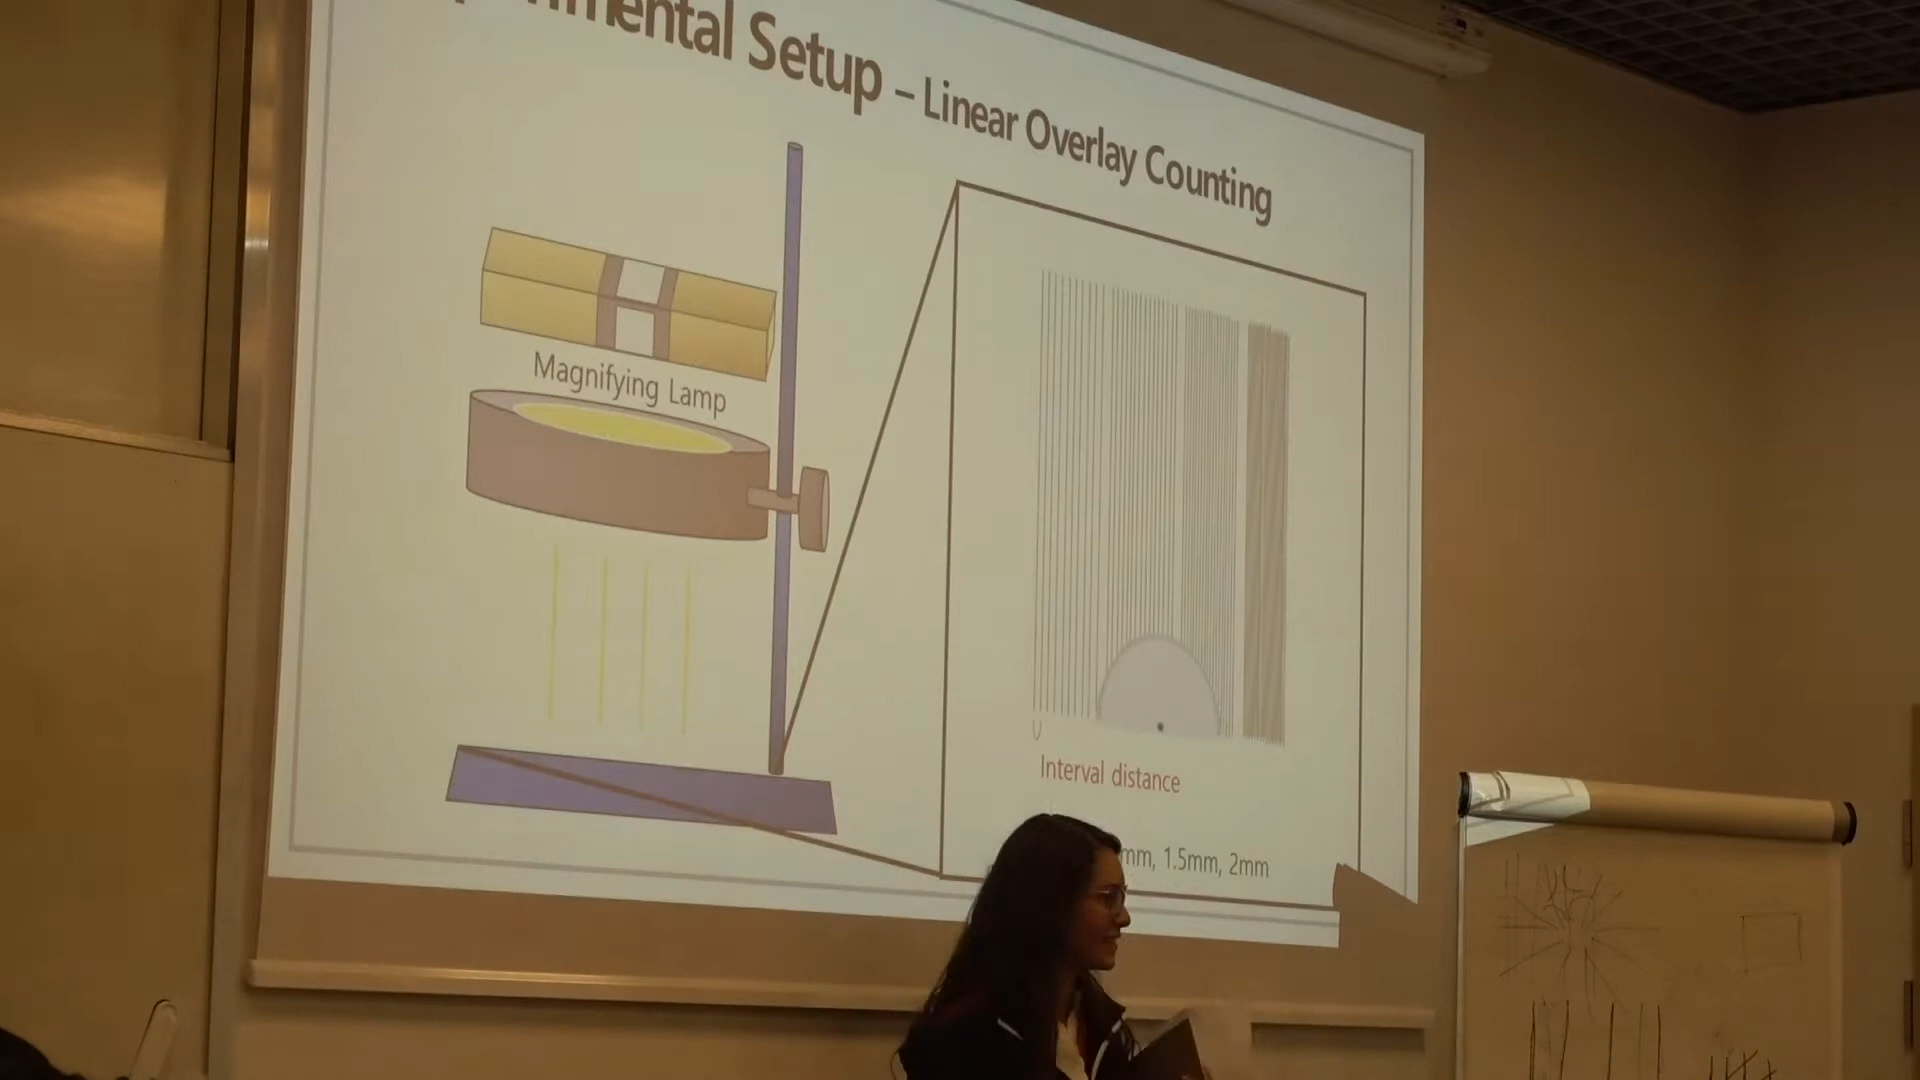 Setup – Linear Overlay Counting
Magnifying Lamp
Interval distance
mm, 1.5mm, 2mm